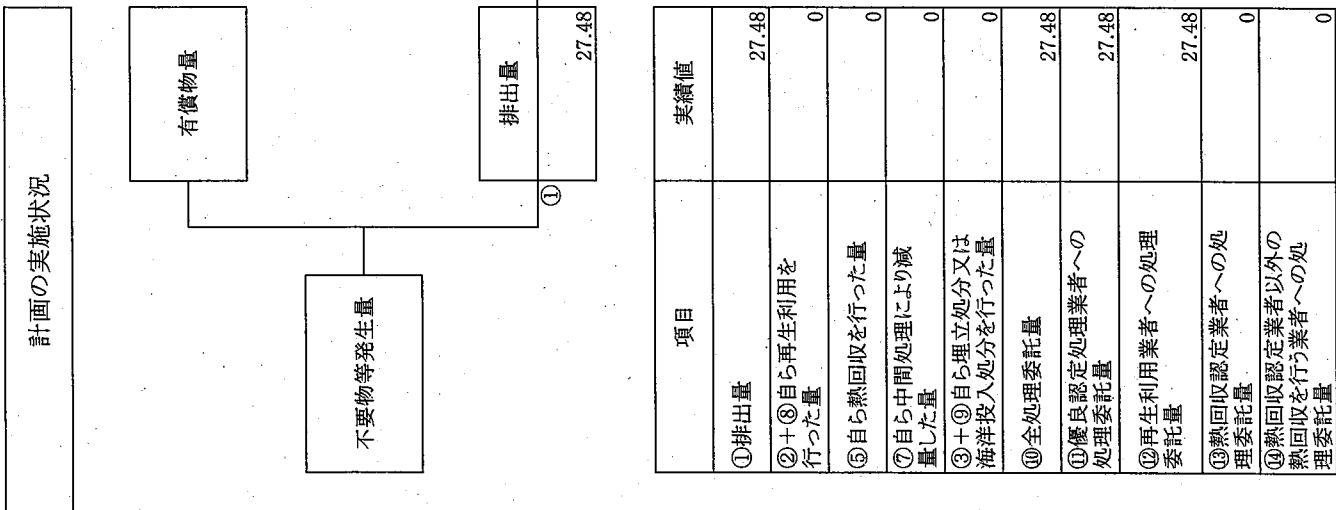 計画の実施状況
有償物量
不要物等発生量
排出量
①
27.48
項目
実績値
①排出量
27.48
②+⑧自ら再生利用を
行った量
0
⑤自ら熱回収を行った量
0
⑦自ら中間処理により減
量した量
0
③+⑨自ら埋立処分又は
海洋投入処分を行った量
0
⑩全処理委託量
27.48
⑪優良認定処理業者への
処理委託量
27.48
⑫再生利用業者への処理
委託量
27.48
⑬熱回収認定業者への処
理委託量
0
⑭熱回収認定業者以外の
熱回収を行う業者への処
理委託量
0